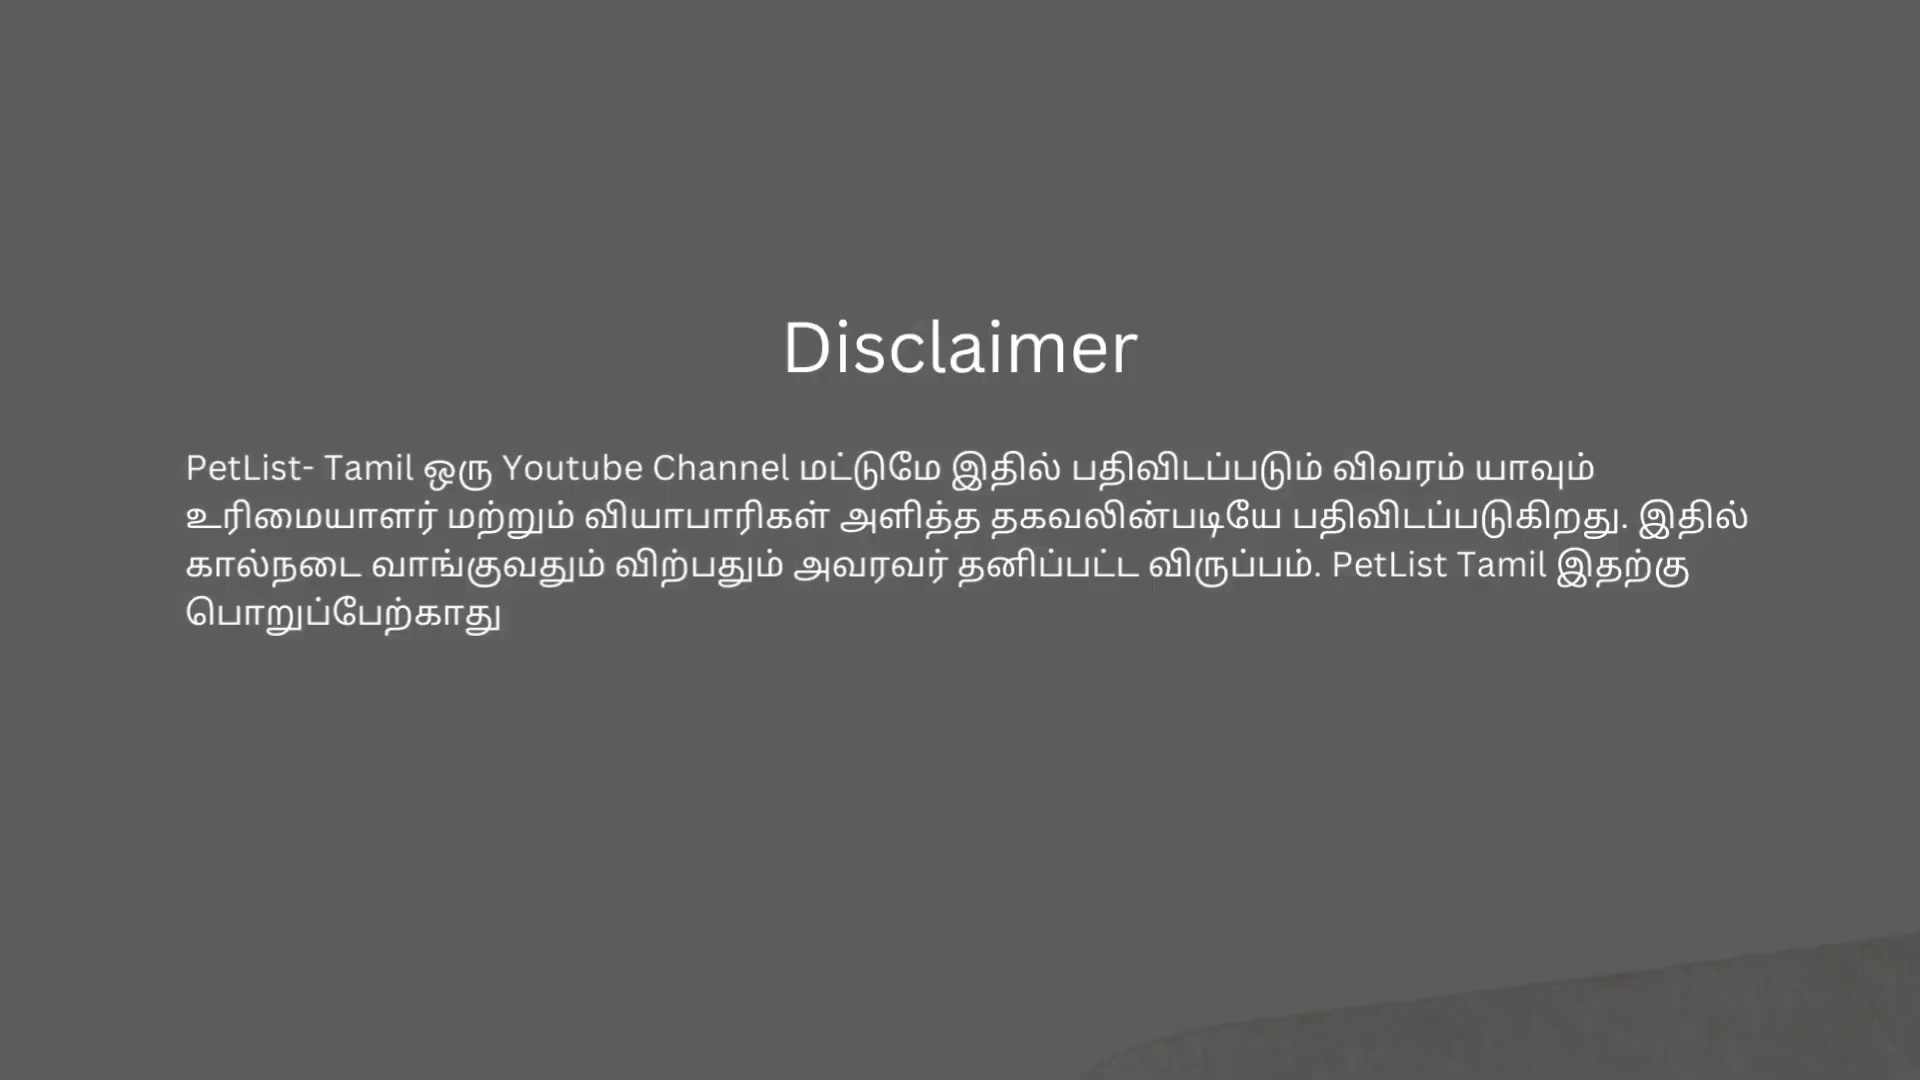 Disclaimer
PetList- Tamil ஒரு Youtube Channel மட்டுமே இதில் பதிவிடப்படும் விவரம் யாவும்
உரிமையாளர் மற்றும் வியாபாரிகள் அளித்த தகவலின்படியே பதிவிடப்படுகிறது. இதில்
கால்நடை வாங்குவதும் விற்பதும் அவரவர் தனிப்பட்ட விருப்பம். PetList Tamil இதற்கு
பொறுப்பேற்காது